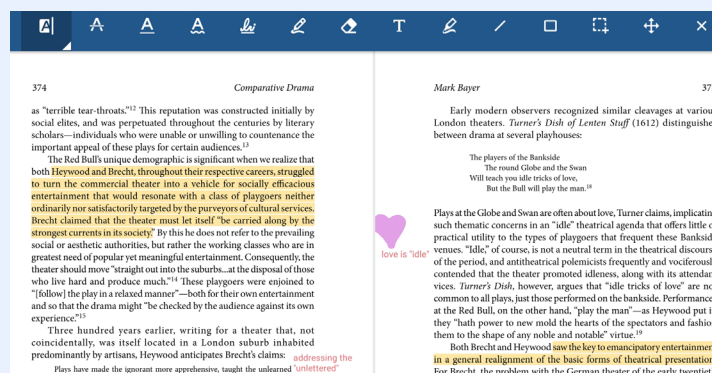 374
Comparative Drama
as “terrible tear-throats.”12 This reputation was constructed initially by
social elites, and was perpetuated throughout the centuries by literary
scholars—individuals who were unable or unwilling to countenance the
important appeal of these plays for certain audiences.13
The Red Bull’s unique demographic is significant when we realize that
both Heywood and Brecht, throughout their respective careers, struggled
to turn the commercial theater into a vehicle for socially efficacious
entertainment that would resonate with a class of playgoers neither
ordinarily nor satisfactorily targeted by the purveyors of cultural services.
Brecht claimed that the theater must let itself “be carried along by the
strongest currents in its society.” By this he does not refer to the prevailing
social or aesthetic authorities, but rather the working classes who are in
greatest need of popular yet meaningful entertainment. Consequently, the
theater should move “straight out into the suburbs...at the disposal of those
who live hard and produce much.”14 These playgoers were enjoined to
“[follow] the play in a relaxed manner”—both for their own entertainment
and so that the drama might “be checked by the audience against its own
experience.”15
Three hundred years earlier, writing for a theater that, not
coincidentally, was itself located in a London suburb inhabited
predominantly by artisans, Heywood anticipates Brecht’s claims:
addressing the
"unlettered"
Plays have made the ignorant more apprehensive, taught the unlearned
Mark Bayer
37
Early modern observers recognized similar cleavages at variou
London theaters. Turner’s Dish of Lenten Stuff (1612) distinguishe
between drama at several playhouses:
The players of the Bankside
The round Globe and the Swan
Will teach you idle tricks of love,
But the Bull will play the man.18
love is "idle"
Plays at the Globe and Swan are often about love, Turner claims, implicatin
such thematic concerns in an “idle” theatrical agenda that offers little o
practical utility to the types of playgoers that frequent these Banksid
venues. “Idle,” of course, is not a neutral term in the theatrical discours
of the period, and antitheatrical polemicists frequently and vociferousl
contended that the theater promoted idleness, along with its attendan
vices. Turner’s Dish, however, argues that “idle tricks of love” are no
common to all plays, just those performed on the bankside. Performance
at the Red Bull, on the other hand, “play the man”—as Heywood put i
they “hath power to new mold the hearts of the spectators and fashio
them to the shape of any noble and notable” virtue.19
Both Brecht and Heywood saw the key to emancipatory entertainmen
in a general realignment of the basic forms of theatrical presentation
For Brecht, the problem with the German theater of the early twentiet